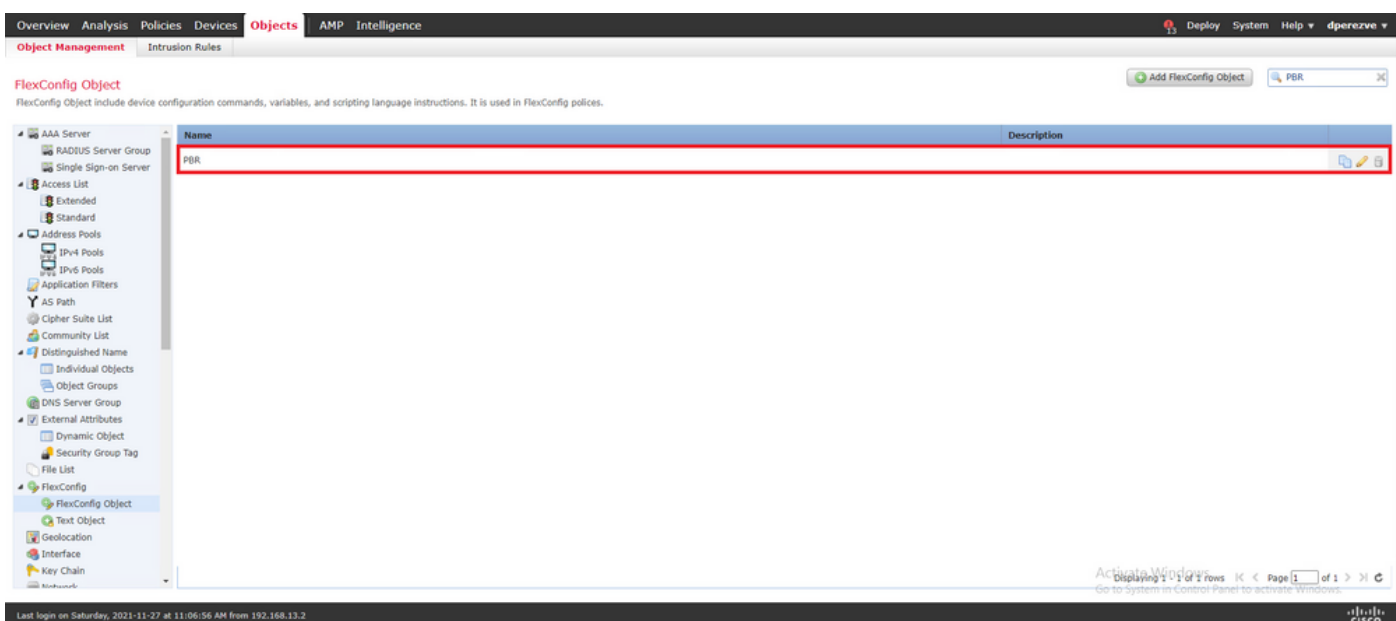 Overview Analysis Policies Devices Objects AMP Intelligence 13 Deploy System Help dperezve
Object Management Intrusion Rules
FlexConfig Object
Add FlexConfig Object PBR
FlexConfig Object include device configuration commands, variables, and scripting language instructions. It is used in FlexConfig polices.
AAA Server
RADIUS Server Group
Single Sign-on Server
Access List
Extended
Standard
Address Pools
IPv4 Pools
IPv6 Pools
Application Filters
AS Path
Cipher Suite List
Community List
Distinguished Name
Individual Objects
Object Groups
DNS Server Group
External Attributes
Dynamic Object
Security Group Tag
File List
FlexConfig
FlexConfig Object
Text Object
Geolocation
Interface
Key Chain
Network
Name Description
PBR
Activate Windows
Displaying 1 - 1 of 1 rows Page 1 of 1
Go to System in Control Panel to activate Windows.
Last login on Saturday, 2021-11-27 at 11:06:56 AM from 192.168.13.2
CISCO